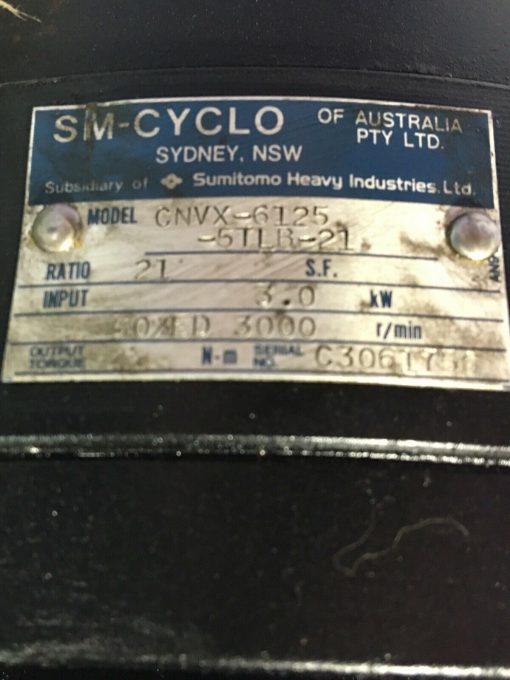 SM-CYCLO OF AUSTRALIA PTY LTD.
SYDNEY, NSW
Subsidiary of Sumitomo Heavy Industries, Ltd.
MODEL CNVX-6125
-5TLB-21
RATIO 21 S.F.
INPUT 3.0 kW
3000 r/min
OUTPUT TORQUE N-m SERIAL NO.